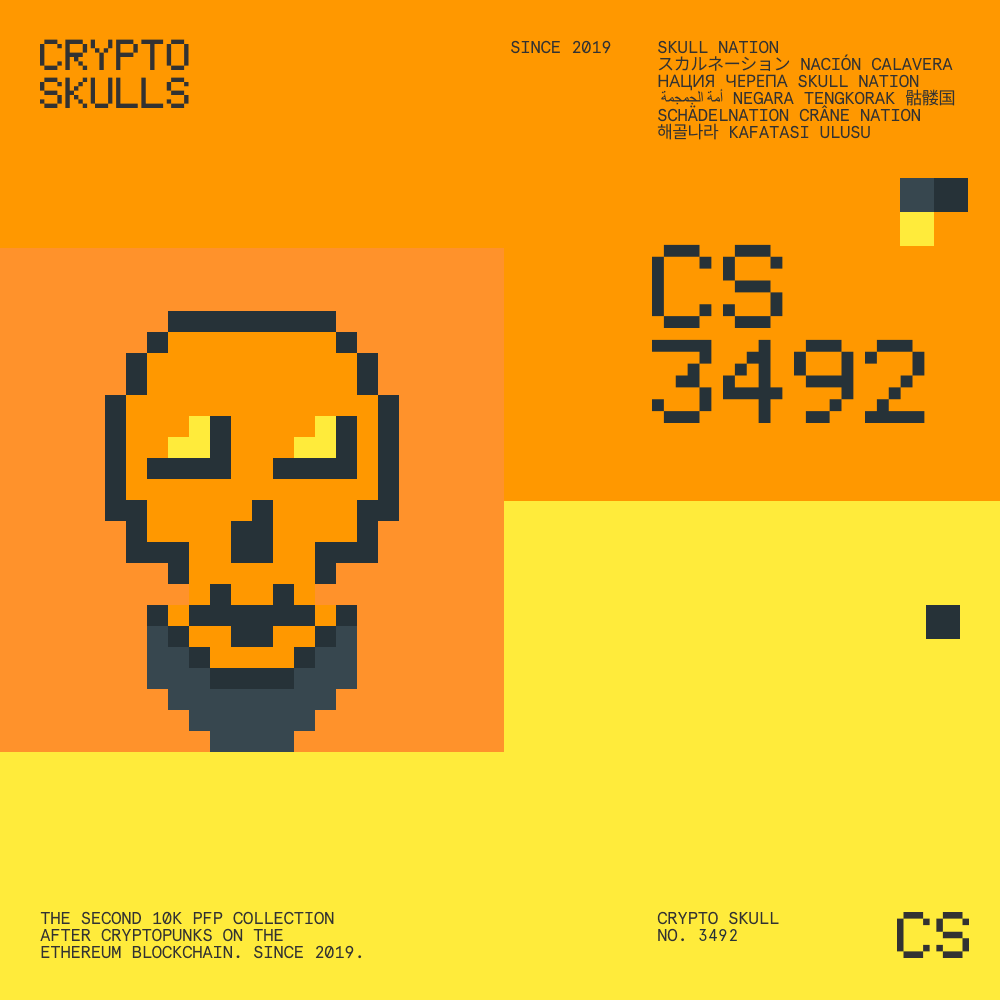 CRYPTO
SKULLS
SINCE 2019
SKULL NATION
スカルネーション NACIÓN CALAVERA
НАЦИЯ ЧЕРЕПА SKULL NATION
أمة الجمجمة NEGARA TENGKORAK 骷髅国
SCHÄDELNATION CRÂNE NATION
해골나라 KAFATASI ULUSU
CS
3492
THE SECOND 10K PFP COLLECTION
AFTER CRYPTOPUNKS ON THE
ETHEREUM BLOCKCHAIN. SINCE 2019.
CRYPTO SKULL
NO. 3492
CS